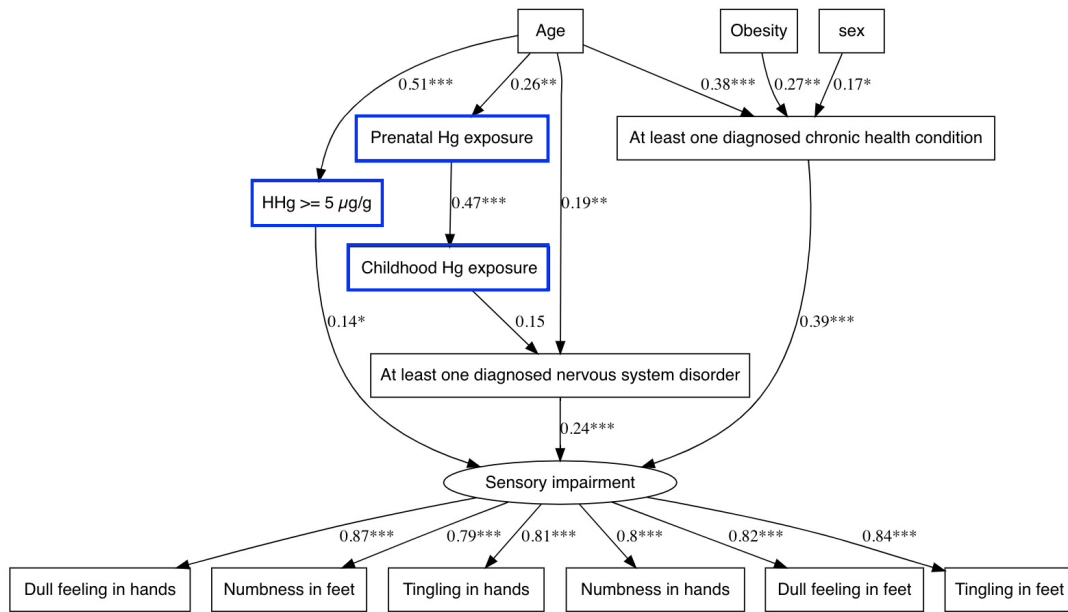 Age
Obesity
sex
0.51***
0.26**
0.38***
0.27**
0.17*
Prenatal Hg exposure
At least one diagnosed chronic health condition
HHg >= 5 µg/g
0.47***
0.19**
Childhood Hg exposure
0.14*
0.15
0.39***
At least one diagnosed nervous system disorder
0.24***
Sensory impairment
0.87***
0.79***
0.81***
0.8***
0.82***
0.84***
Dull feeling in hands
Numbness in feet
Tingling in hands
Numbness in hands
Dull feeling in feet
Tingling in feet